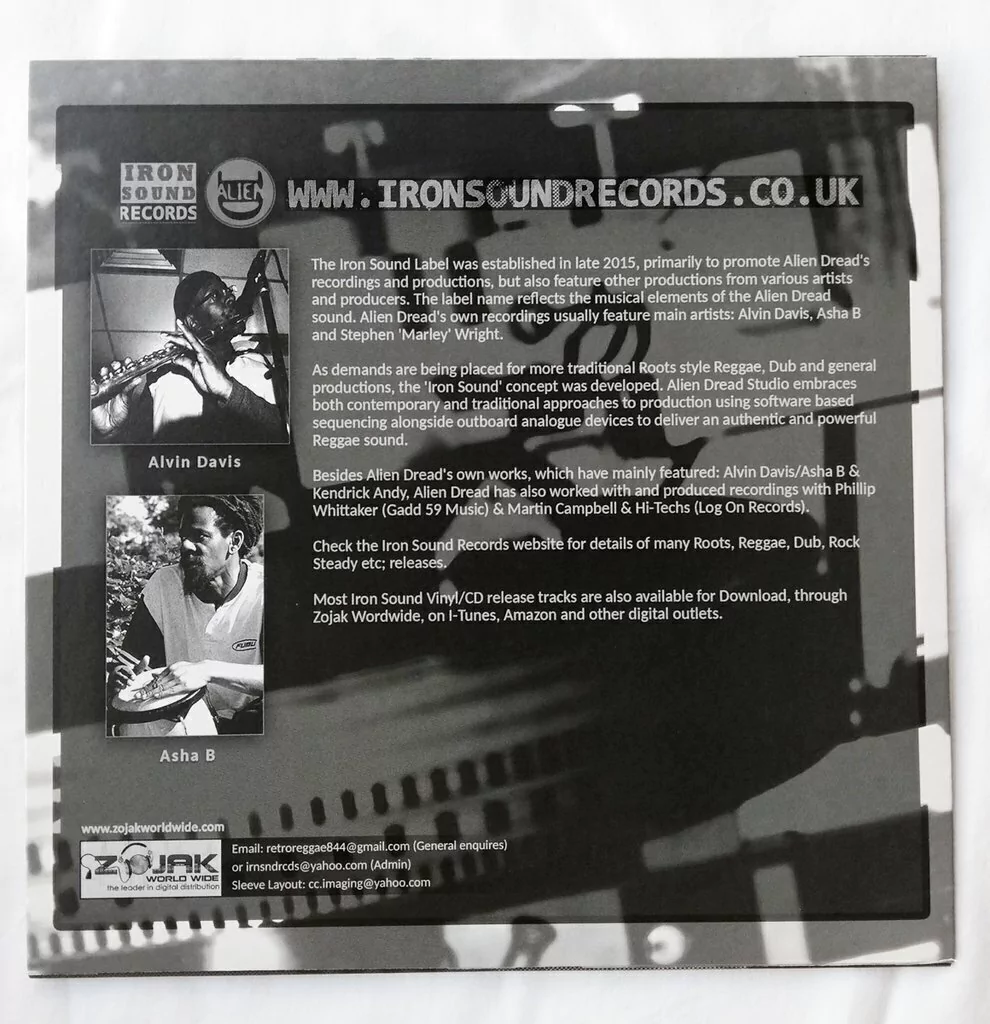 IRON
SOUND
RECORDS
ALIEN
WWW.IRONSOUNDRECORDS.CO.UK
The Iron Sound Label was established in late 2015, primarily to promote Alien Dread's
recordings and productions, but also feature other productions from various artists
and producers. The label name reflects the musical elements of the Alien Dread
sound. Alien Dread's own recordings usually feature main artists: Alvin Davis, Asha B
and Stephen 'Marley' Wright.
As demands are being placed for more traditional Roots style Reggae, Dub and general
productions, the 'Iron Sound' concept was developed. Alien Dread Studio embraces
both contemporary and traditional approaches to production using software based
sequencing alongside outboard analogue devices to deliver an authentic and powerful
Reggae sound.
Alvin Davis
Besides Alien Dread's own works, which have mainly featured: Alvin Davis/Asha B &
Kendrick Andy, Alien Dread has also worked with and produced recordings with Phillip
Whittaker (Gadd 59 Music) & Martin Campbell & Hi-Techs (Log On Records).
Check the Iron Sound Records website for details of many Roots, Reggae, Dub, Rock
Steady etc; releases.
Most Iron Sound Vinyl/CD release tracks are also available for Download, through
Zojak Wordwide, on I-Tunes, Amazon and other digital outlets.
FUBU
Asha B
www.zojakworldwide.com
ZOJAK
WORLD WIDE
the leader in digital distribution
Email: retroreggae844@gmail.com (General enquires)
or irnsndrcds@yahoo.com (Admin)
Sleeve Layout: cc.imaging@yahoo.com